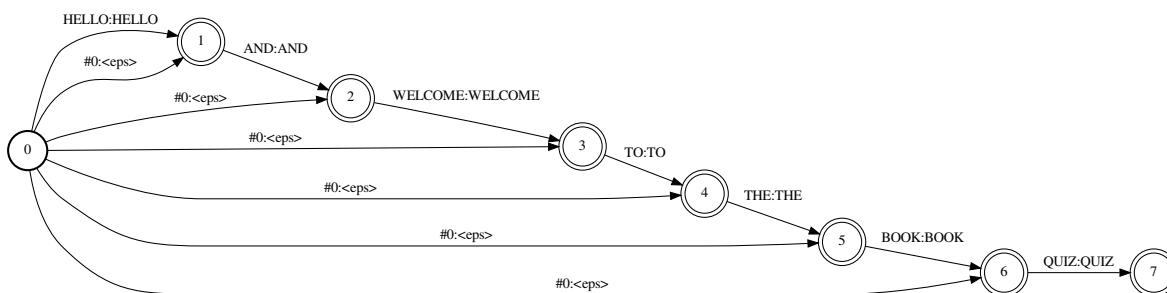 HELLO:HELLO
1
AND:AND
#0:<eps>
#0:<eps>
2
WELCOME:WELCOME
#0:<eps>
0
3
TO:TO
#0:<eps>
4
THE:THE
#0:<eps>
5
BOOK:BOOK
6
QUIZ:QUIZ
7
#0:<eps>